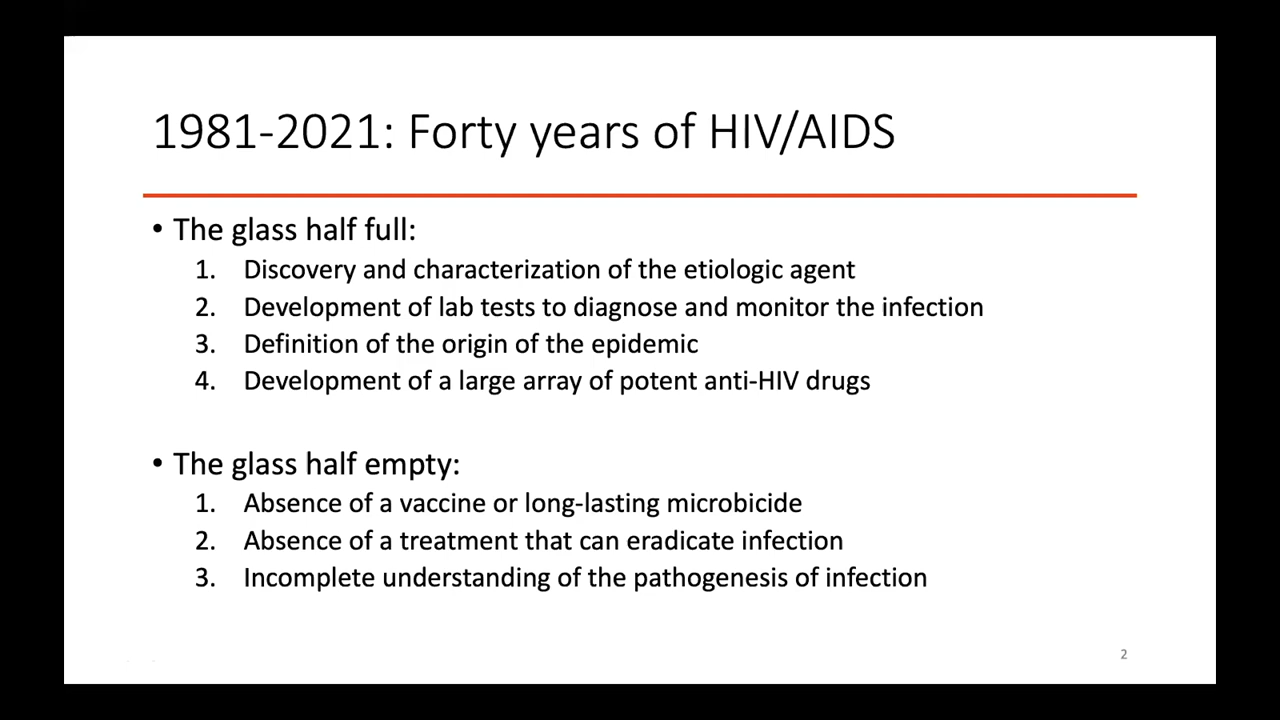 1981-2021: Forty years of HIV/AIDS
• The glass half full:
1. Discovery and characterization of the etiologic agent
2. Development of lab tests to diagnose and monitor the infection
3. Definition of the origin of the epidemic
4. Development of a large array of potent anti-HIV drugs
• The glass half empty:
1. Absence of a vaccine or long-lasting microbicide
2. Absence of a treatment that can eradicate infection
3. Incomplete understanding of the pathogenesis of infection
2